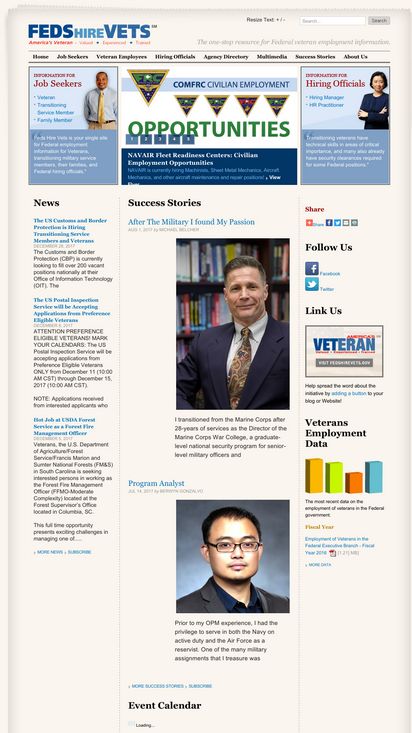 Resize Text: + / -
Search...
Search
FEDSHIREVETS SM
America's Veteran - Valued ★ Experienced ★ Trained
The one-stop resource for Federal veteran employment information.
Home Job Seekers Veteran Employees Hiring Officials Agency Directory Multimedia Success Stories About Us
INFORMATION FOR
Job Seekers
Veteran
Transitioning
Service Member
Family Member
Feds Hire Vets is your single site
for Federal employment
information for Veterans,
transitioning military service
members, their families, and
Federal hiring officials."
COMFRC CIVILIAN EMPLOYMENT
OPPORTUNITIES
1 2 3 4 5
NAVAIR Fleet Readiness Centers: Civilian
Employment Opportunities
NAVAIR is currently hiring Machinists, Sheet Metal Mechanics, Aircraft
Mechanics, and other aircraft maintenance and repair positions! View
Flyer
INFORMATION FOR
Hiring Officials
Hiring Manager
HR Practitioner
Transitioning veterans have
technical skills in areas of critical
importance, and many also already
have security clearances required
for some Federal positions."
News
The US Customs and Border
Protection is Hiring
Transitioning Service
Members and Veterans
DECEMBER 28, 2017
The Customs and Border
Protection (CBP) is currently
looking to fill over 200 vacant
positions nationally at their
Office of Information Technology
(OIT). The
The US Postal Inspection
Service will be Accepting
Applications from Preference
Eligible Veterans
DECEMBER 8, 2017
ATTENTION PREFERENCE
ELIGIBLE VETERANS! MARK
YOUR CALENDARS: The US
Postal Inspection Service will be
accepting applications from
Preference Eligible Veterans
ONLY from December 11 (10:00
AM CST) through December 15,
2017 (10:00 AM CST).
NOTE: Applications received
from interested applicants who
Hot Job at USDA Forest
Service as a Forest Fire
Management Officer
DECEMBER 5, 2017
Veterans, the U.S. Department
of Agriculture/Forest
Service/Francis Marion and
Sumter National Forests (FM&S)
in South Carolina is seeking
interested persons in working as
the Forest Fire Management
Officer (FFMO-Moderate
Complexity) located at the
Forest Supervisor's Office
located in Columbia, SC.
This full time opportunity
presents exciting challenges in
managing one of....
MORE NEWS SUBSCRIBE
Success Stories
After The Military I found My Passion
AUG 1, 2017 by MICHAEL BELCHER
I transitioned from the Marine Corps after
28-years of services as the Director of the
Marine Corps War College, a graduate-
level national security program for senior-
level military officers and
Program Analyst
JUL 14, 2017 by BERWYN GONZALVO
Prior to my OPM experience, I had the
privilege to serve in both the Navy on
active duty and the Air Force as a
reservist. One of the many military
assignments that I treasure was
MORE SUCCESS STORIES SUBSCRIBE
Event Calendar
Loading...
Share
Share
Follow Us
Facebook
Twitter
Link Us
AMERICA'S
VETERAN
Valued Experienced Trained
VISIT FEDSHIREVETS.GOV
Help spread the word about the
initiative by adding a button to your
blog or Website!
Veterans
Employment
Data
The most recent data on the
employment of veterans in the Federal
government.
Fiscal Year
Employment of Veterans in the
Federal Executive Branch - Fiscal
Year 2016 [1.21 MB]
MORE DATA